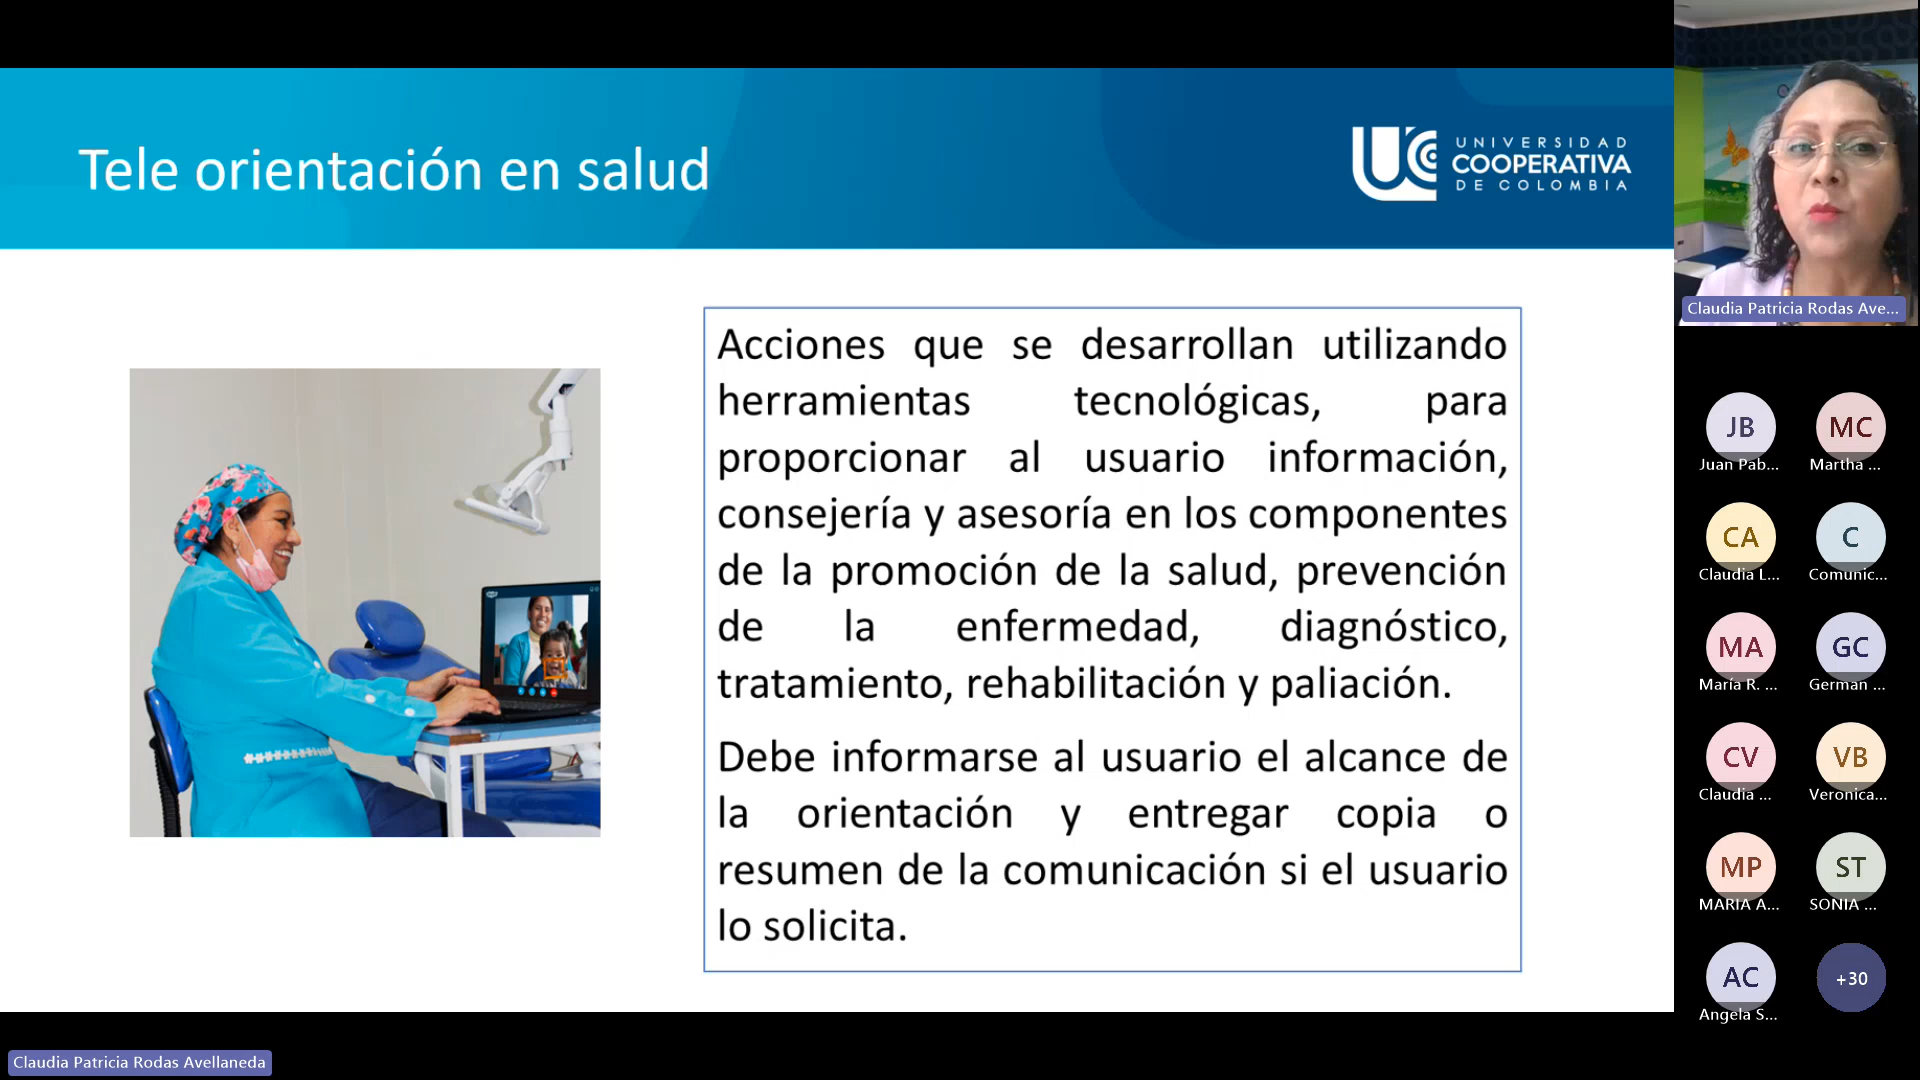 Tele orientación en salud
UNIVERSIDAD
COOPERATIVA
DE COLOMBIA
Acciones que se desarrollan utilizando
herramientas tecnológicas, para
proporcionar al usuario información,
consejería y asesoría en los componentes
de la promoción de la salud, prevención
de la enfermedad, diagnóstico,
tratamiento, rehabilitación y paliación.
Debe informarse al usuario el alcance de
la orientación y entregar copia o
resumen de la comunicación si el usuario
lo solicita.
Claudia Patricia Rodas Ave...
JB
Juan Pab...
MC
Martha ...
CA
Claudia L...
C
Comunic...
MA
María R. ...
GC
German ...
CV
Claudia ...
VB
Veronica...
MP
MARIA A...
ST
SONIA ...
AC
Angela S...
+30
Claudia Patricia Rodas Avellaneda